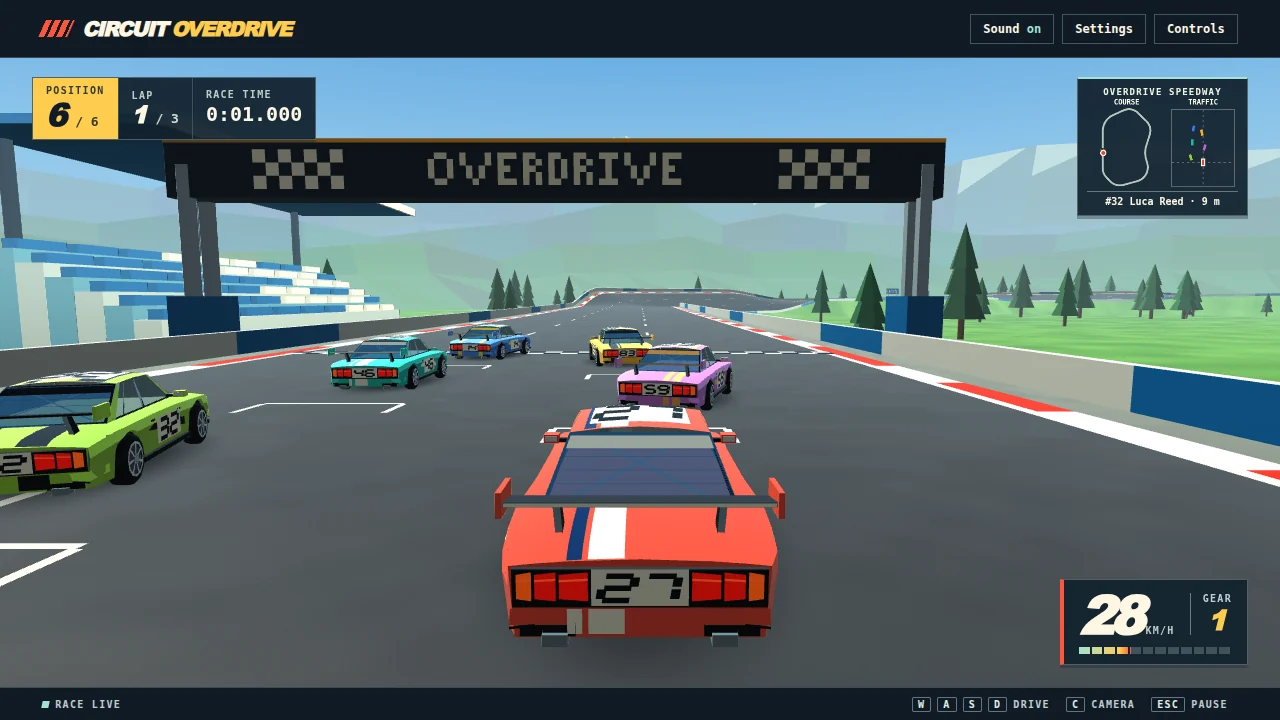 CIRCUIT OVERDRIVE
Sound on
Settings
Controls
POSITION
6 / 6
LAP
1 / 3
RACE TIME
0:01.000
OVERDRIVE SPEEDWAY
COURSE
TRAFFIC
#32 Luca Reed · 9 m
OVERDRIVE
46
83
59
32
2
27
28 KM/H
GEAR
1
RACE LIVE
W A S D DRIVE
C CAMERA
ESC PAUSE